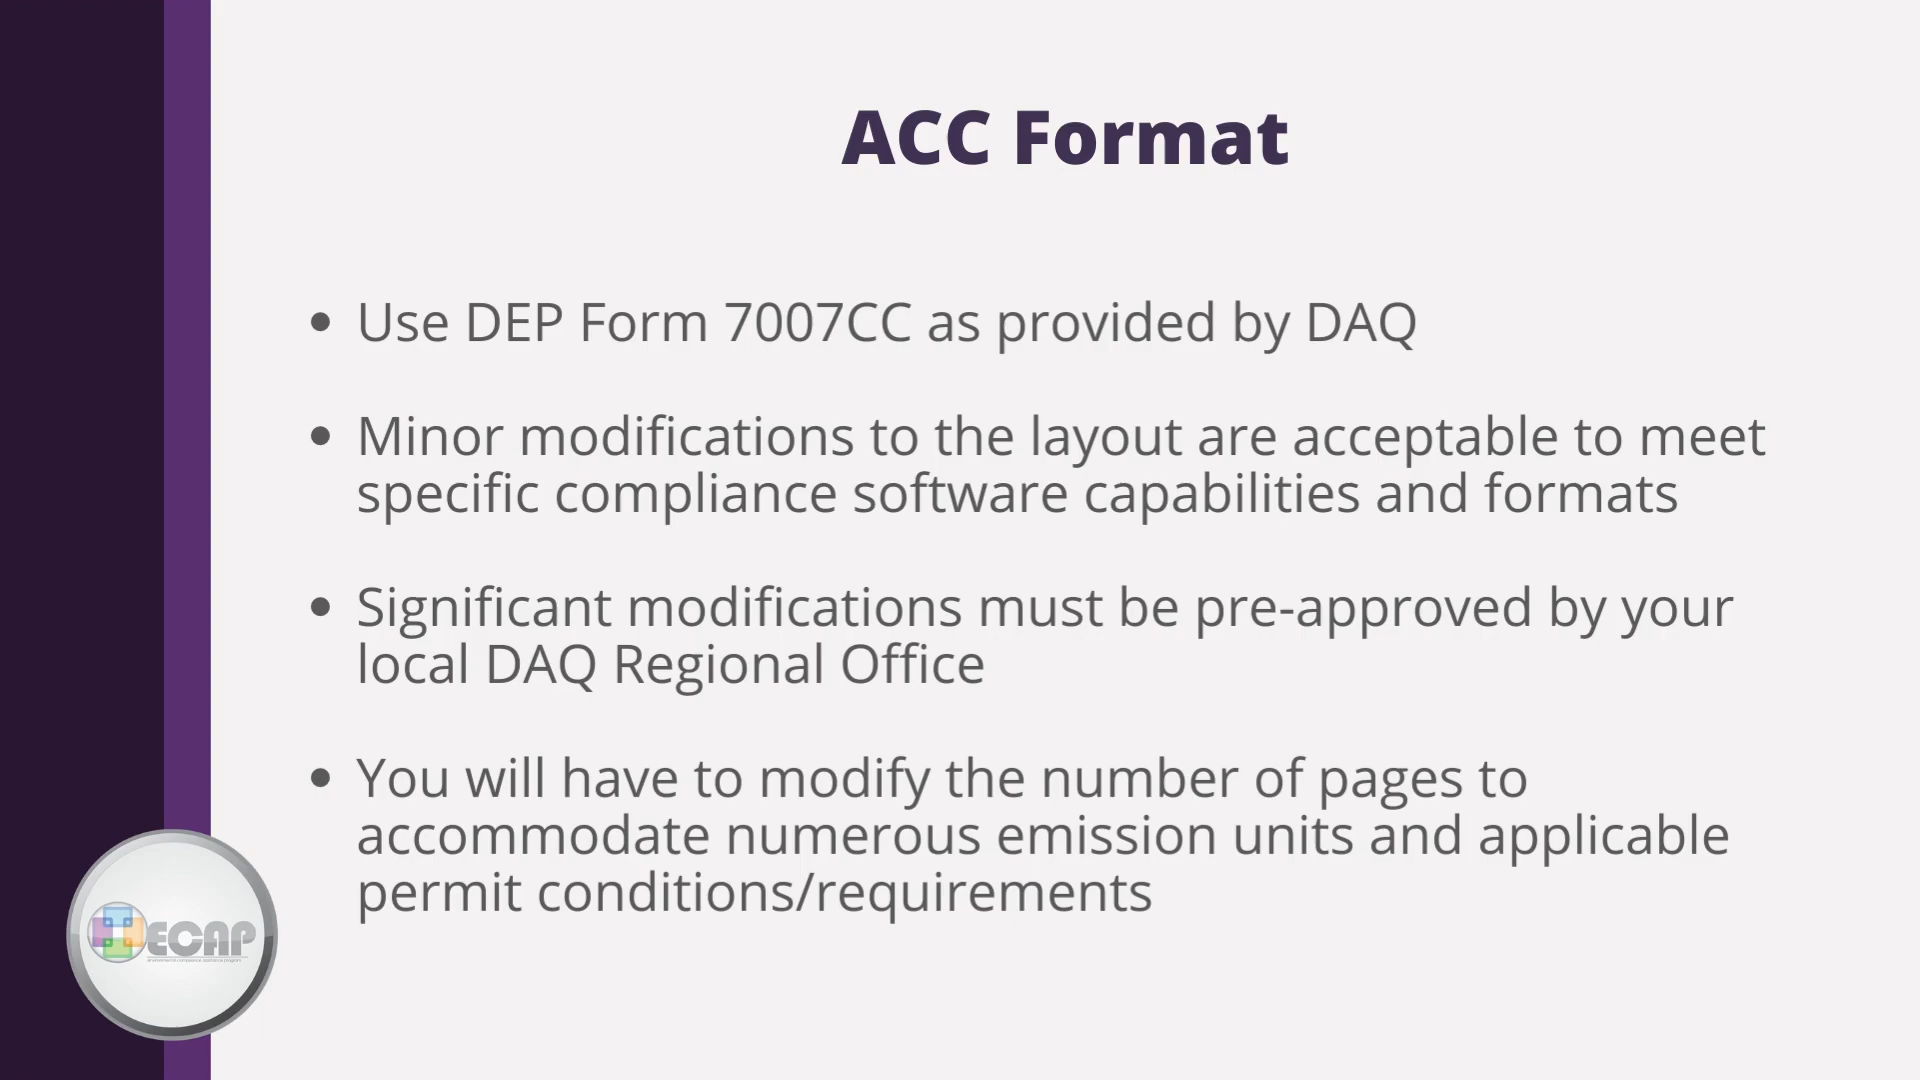 ACC Format
• Use DEP Form 7007CC as provided by DAQ
• Minor modifications to the layout are acceptable to meet
specific compliance software capabilities and formats
• Significant modifications must be pre-approved by your
local DAQ Regional Office
• You will have to modify the number of pages to
accommodate numerous emission units and applicable
permit conditions/requirements
ECAP